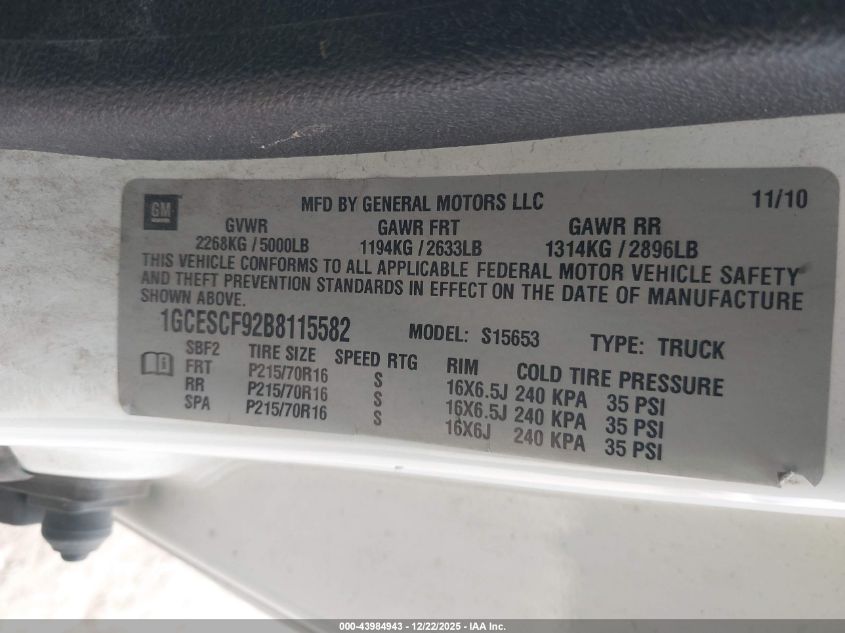 GM MFD BY GENERAL MOTORS LLC 11/10
GVWR GAWR FRT GAWR RR
2268KG / 5000LB 1194KG / 2633LB 1314KG / 2896LB
THIS VEHICLE CONFORMS TO ALL APPLICABLE FEDERAL MOTOR VEHICLE SAFETY
AND THEFT PREVENTION STANDARDS IN EFFECT ON THE DATE OF MANUFACTURE
SHOWN ABOVE.
1GCESCF92B8115582 MODEL: S15653 TYPE: TRUCK
SBF2 TIRE SIZE SPEED RTG RIM COLD TIRE PRESSURE
FRT P215/70R16 S 16X6.5J 240 KPA 35 PSI
RR P215/70R16 S 16X6.5J 240 KPA 35 PSI
SPA P215/70R16 S 16X6J 240 KPA 35 PSI
000-43984943 - 12/22/2025 - IAA Inc.